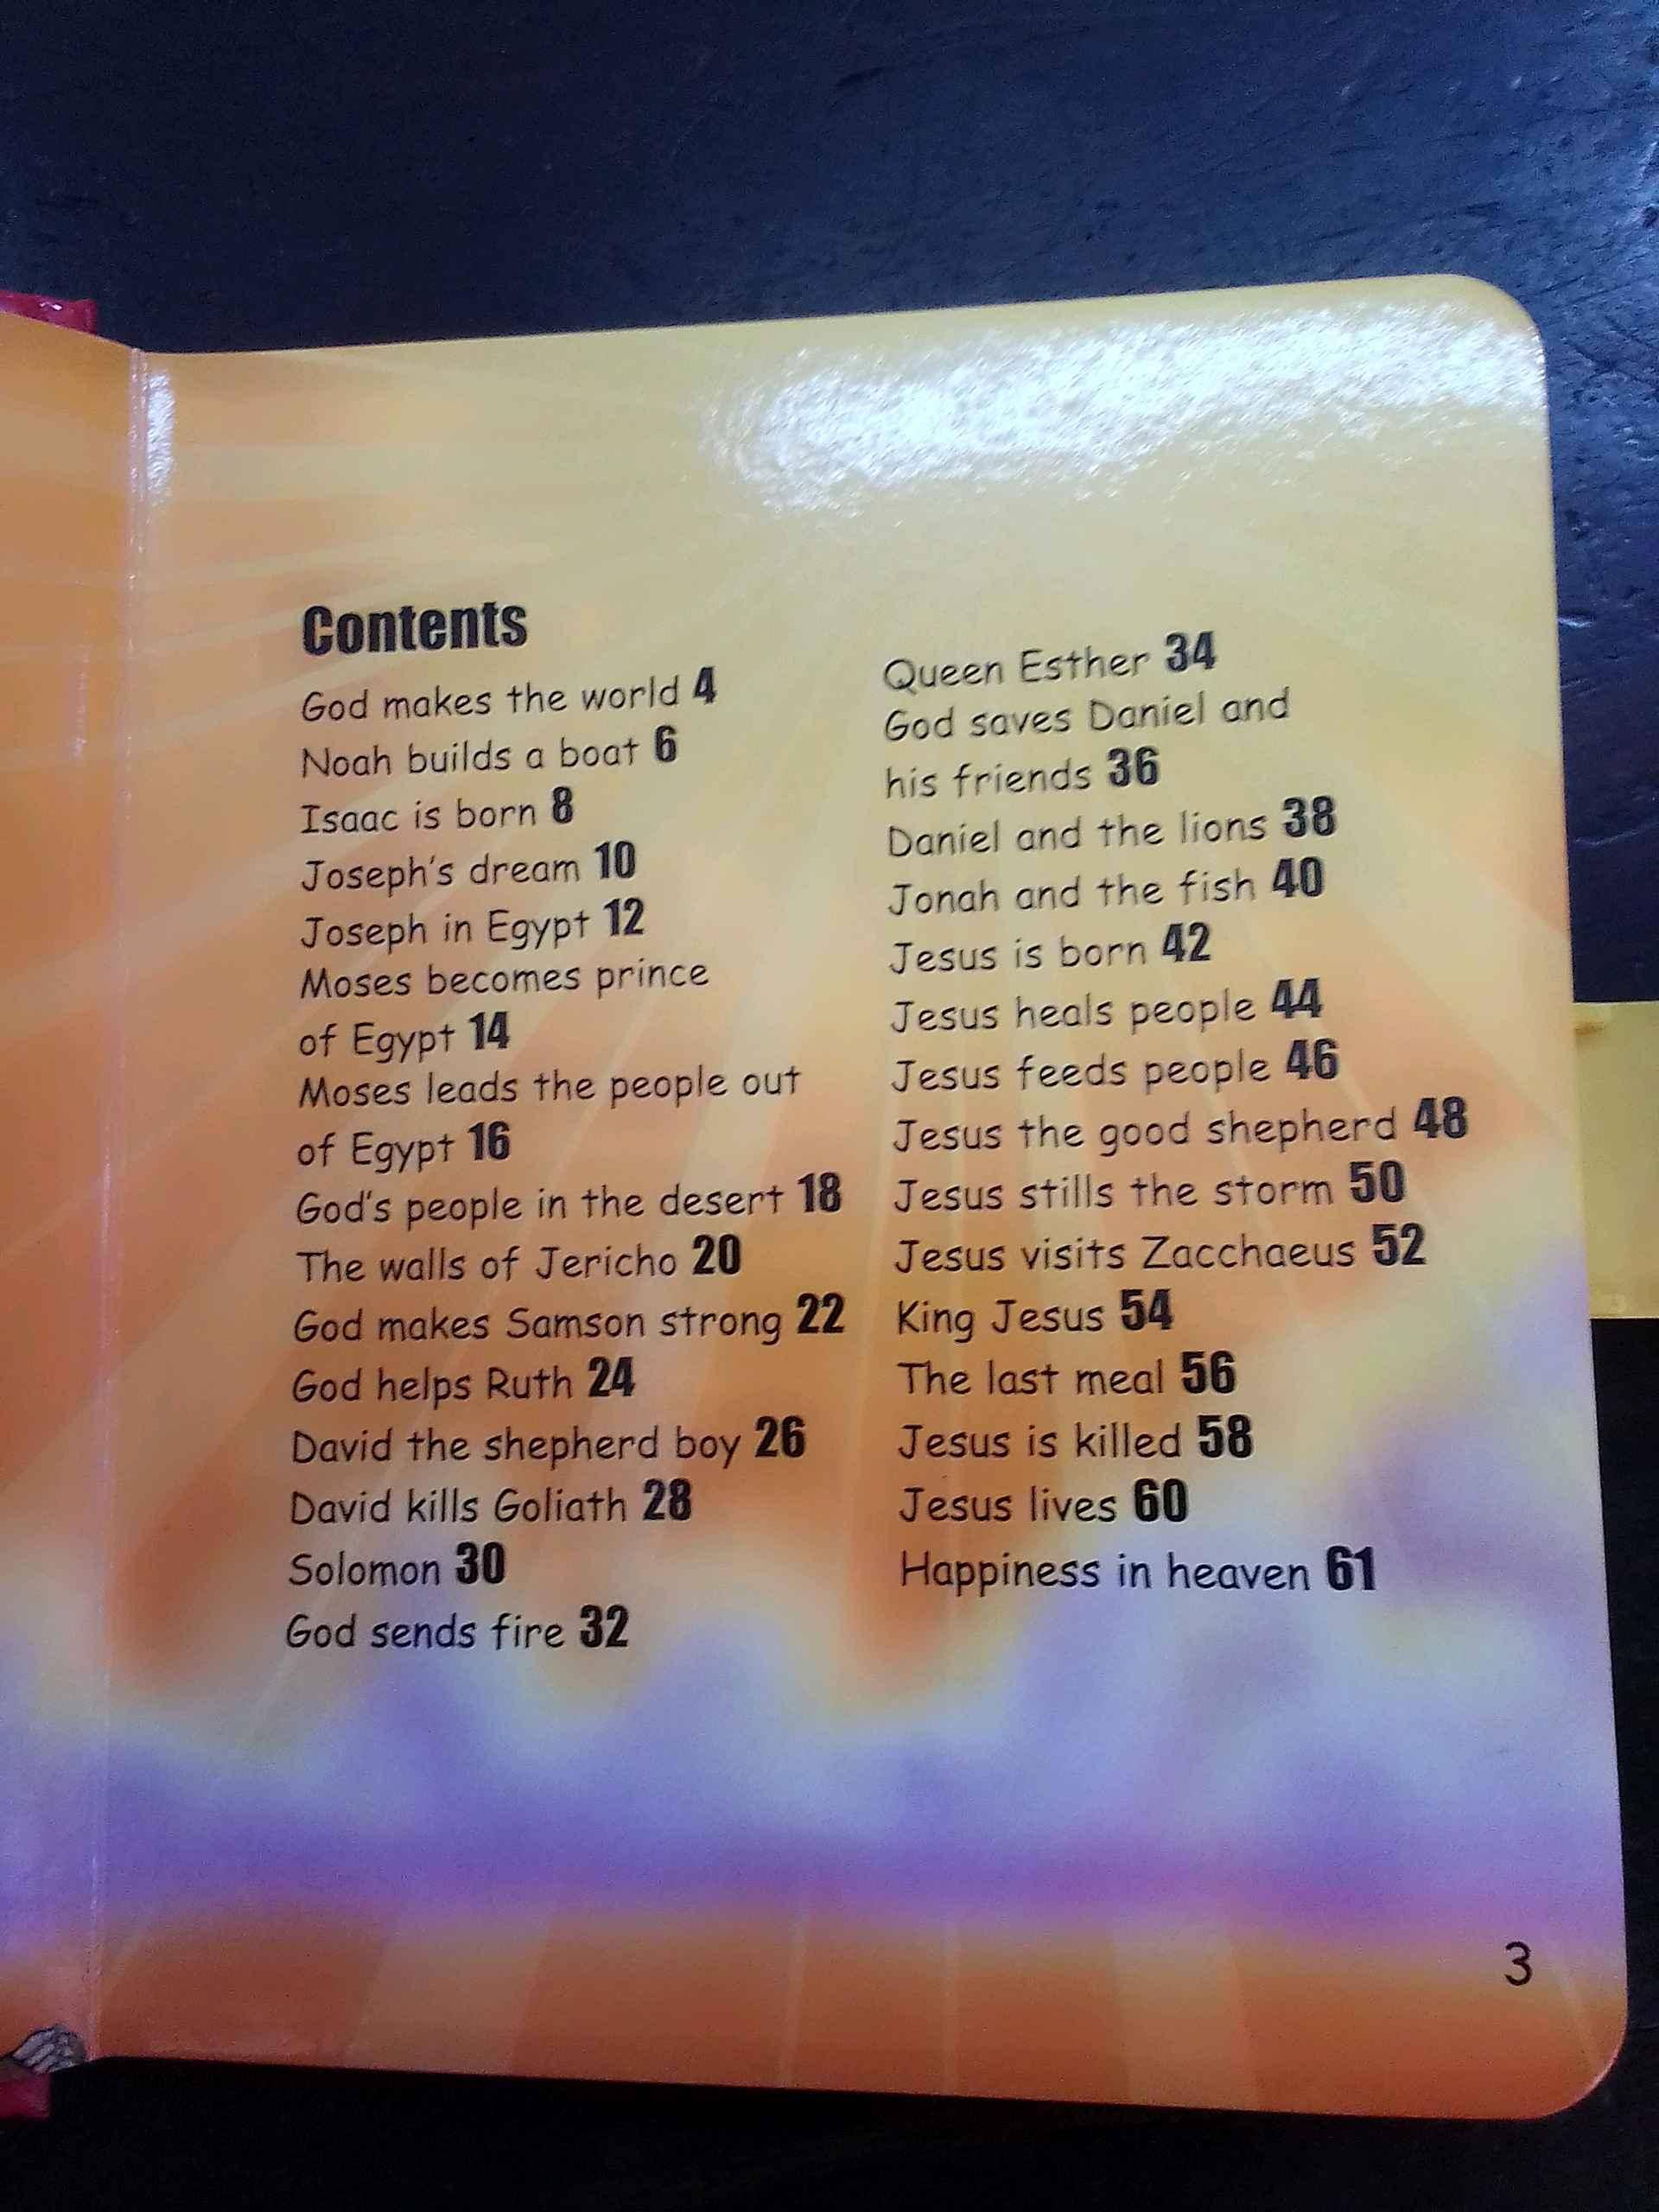 Contents
God makes the world 4
Noah builds a boat 6
Isaac is born 8
Joseph's dream 10
Joseph in Egypt 12
Moses becomes prince
of Egypt 14
Moses leads the people out
of Egypt 16
God's people in the desert 18
The walls of Jericho 20
God makes Samson strong 22
God helps Ruth 24
David the shepherd boy 26
David kills Goliath 28
Solomon 30
God sends fire 32
Queen Esther 34
God saves Daniel and
his friends 36
Daniel and the lions 38
Jonah and the fish 40
Jesus is born 42
Jesus heals people 44
Jesus feeds people 46
Jesus the good shepherd 48
Jesus stills the storm 50
Jesus visits Zacchaeus 52
King Jesus 54
The last meal 56
Jesus is killed 58
Jesus lives 60
Happiness in heaven 61
3